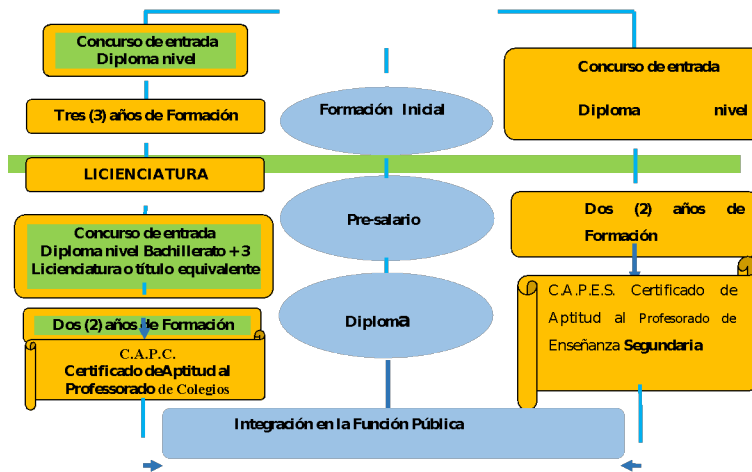 Concurso de entrada
Diploma nivel
Tres (3) años de Formación
LICIENCIATURA
Concurso de entrada
Diploma nivel Bachillerato + 3
Licienciatura o título equivalente
Dos (2) años de Formación
C.A.P.C.
Certificado de Aptitud al
Professorado de Colegios
Formación Inicial
Pre-salario
Diploma
Integración en la Función Pública
Concurso de entrada
Diploma nivel
Dos (2) años de
Formación
C.A.P.E.S. Certificado de
Aptitud al Profesorado de
Enseñanza Segundaria